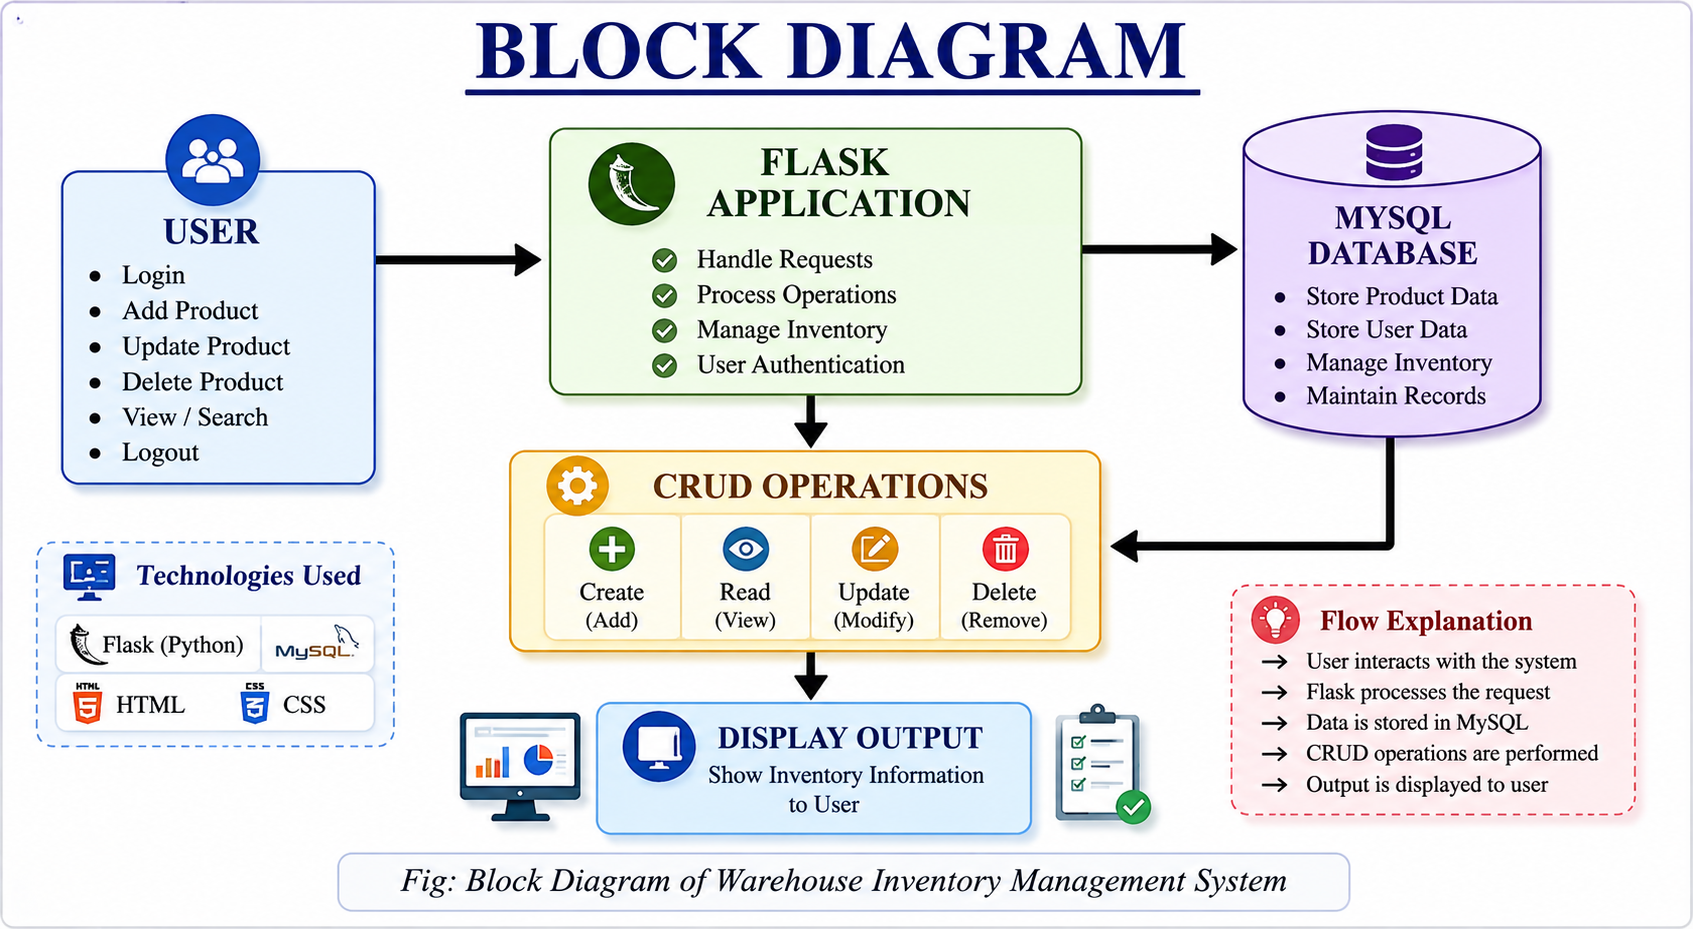 BLOCK DIAGRAM
USER
Login
Add Product
Update Product
Delete Product
View / Search
Logout
FLASK
APPLICATION
Handle Requests
Process Operations
Manage Inventory
User Authentication
MYSQL
DATABASE
Store Product Data
Store User Data
Manage Inventory
Maintain Records
CRUD OPERATIONS
Create
(Add)
Read
(View)
Update
(Modify)
Delete
(Remove)
Technologies Used
Flask (Python)
MySQL
HTML
5
HTML
CSS
3
CSS
DISPLAY OUTPUT
Show Inventory Information
to User
Flow Explanation
→ User interacts with the system
→ Flask processes the request
→ Data is stored in MySQL
→ CRUD operations are performed
→ Output is displayed to user
Fig: Block Diagram of Warehouse Inventory Management System